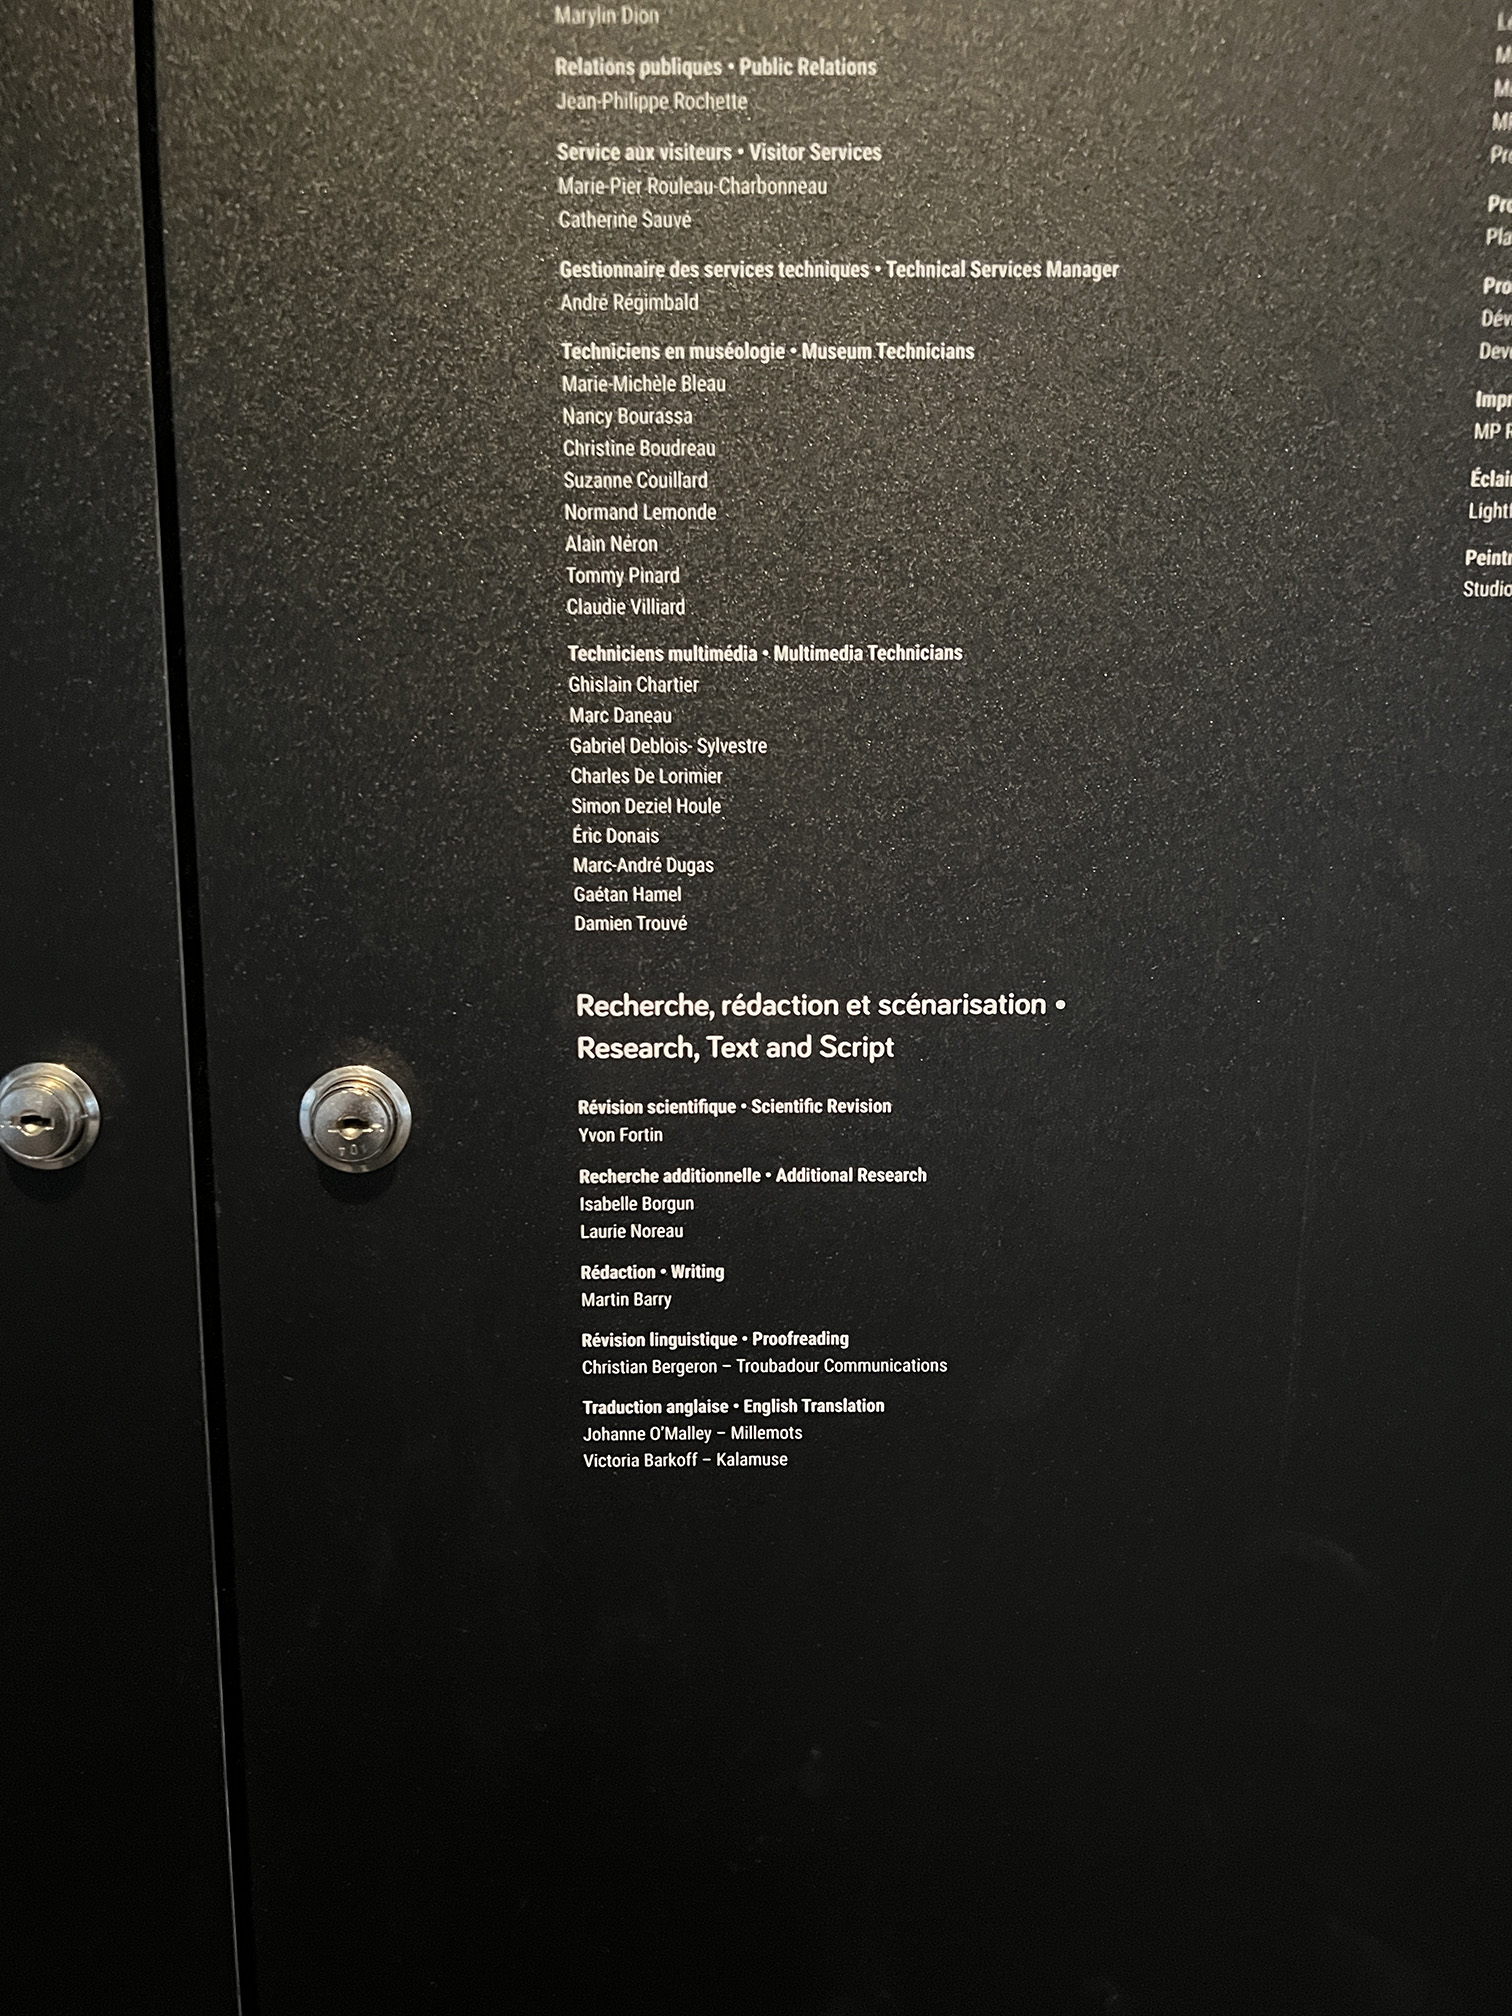 Marylin Dion
Relations publiques • Public Relations
Jean-Philippe Rochette
Service aux visiteurs • Visitor Services
Marie-Pier Rouleau-Charbonneau
Catherine Sauvé
Gestionnaire des services techniques • Technical Services Manager
André Régimbald
Techniciens en muséologie • Museum Technicians
Marie-Michèle Bleau
Nancy Bourassa
Christine Boudreau
Suzanne Couillard
Normand Lemonde
Alain Néron
Tommy Pinard
Claudie Villiard
Techniciens multimédia • Multimedia Technicians
Ghislain Chartier
Marc Daneau
Gabriel Deblois- Sylvestre
Charles De Lorimier
Simon Deziel Houle
Éric Donais
Marc-André Dugas
Gaétan Hamel
Damien Trouvé
Recherche, rédaction et scénarisation •
Research, Text and Script
Révision scientifique • Scientific Revision
Yvon Fortin
Recherche additionnelle • Additional Research
Isabelle Borgun
Laurie Noreau
Rédaction • Writing
Martin Barry
Révision linguistique • Proofreading
Christian Bergeron – Troubadour Communications
Traduction anglaise • English Translation
Johanne O'Malley – Millemots
Victoria Barkoff – Kalamuse
MP
Studio